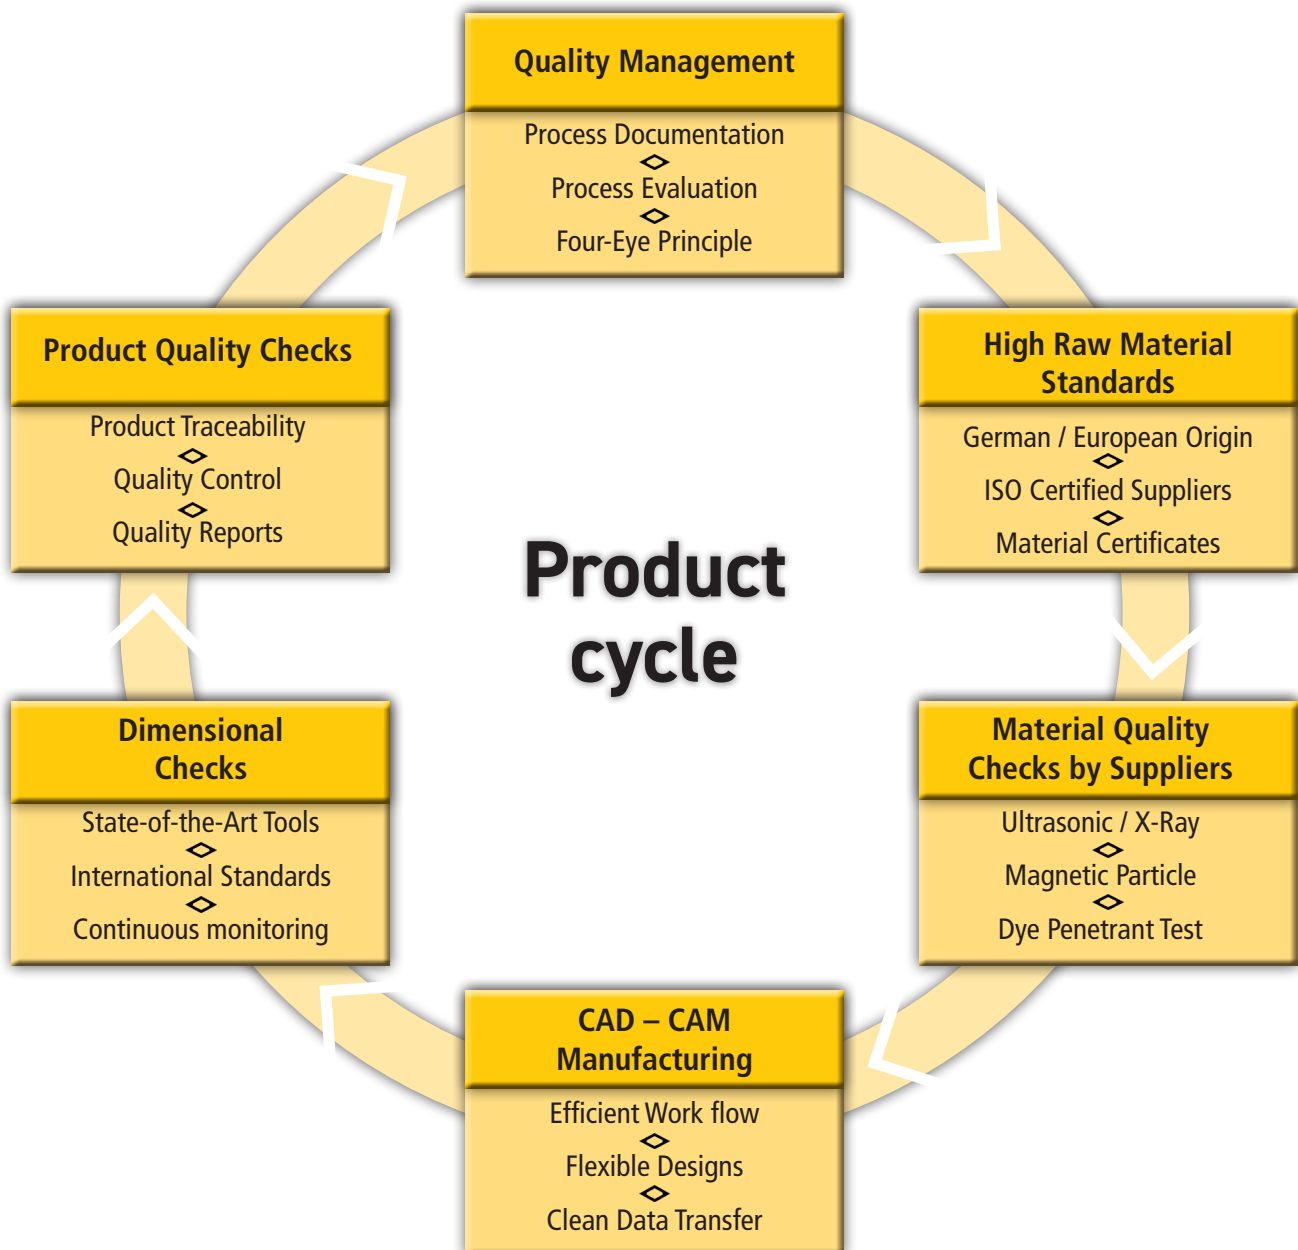 Quality Management
Process Documentation
Process Evaluation
Four-Eye Principle
High Raw Material
Standards
German / European Origin
ISO Certified Suppliers
Material Certificates
Material Quality
Checks by Suppliers
Ultrasonic / X-Ray
Magnetic Particle
Dye Penetrant Test
CAD – CAM
Manufacturing
Efficient Work flow
Flexible Designs
Clean Data Transfer
Dimensional
Checks
State-of-the-Art Tools
International Standards
Continuous monitoring
Product Quality Checks
Product Traceability
Quality Control
Quality Reports
Product
cycle